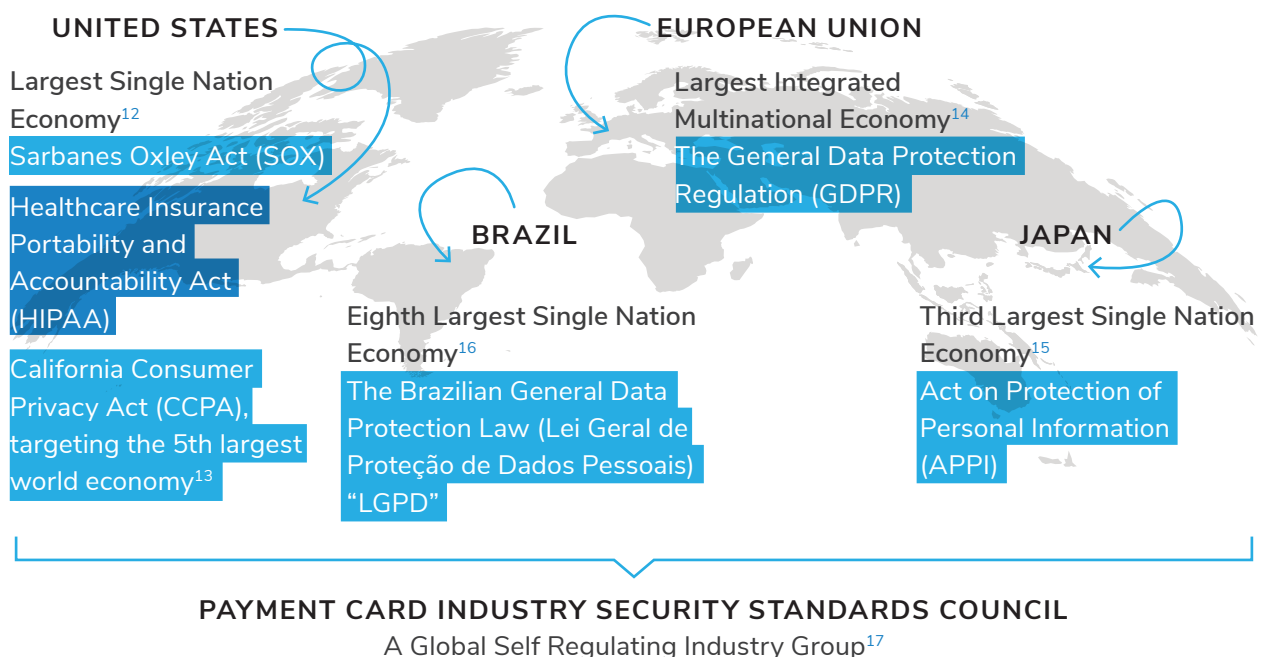 UNITED STATES
Largest Single Nation
Economy12
Sarbanes Oxley Act (SOX)
Healthcare Insurance
Portability and
Accountability Act
(HIPAA)
California Consumer
Privacy Act (CCPA),
targeting the 5th largest
world economy13
EUROPEAN UNION
Largest Integrated
Multinational Economy14
The General Data Protection
Regulation (GDPR)
BRAZIL
Eighth Largest Single Nation
Economy16
The Brazilian General Data
Protection Law (Lei Geral de
Proteção de Dados Pessoais)
“LGPD”
JAPAN
Third Largest Single Nation
Economy15
Act on Protection of
Personal Information
(APPI)
PAYMENT CARD INDUSTRY SECURITY STANDARDS COUNCIL
A Global Self Regulating Industry Group17